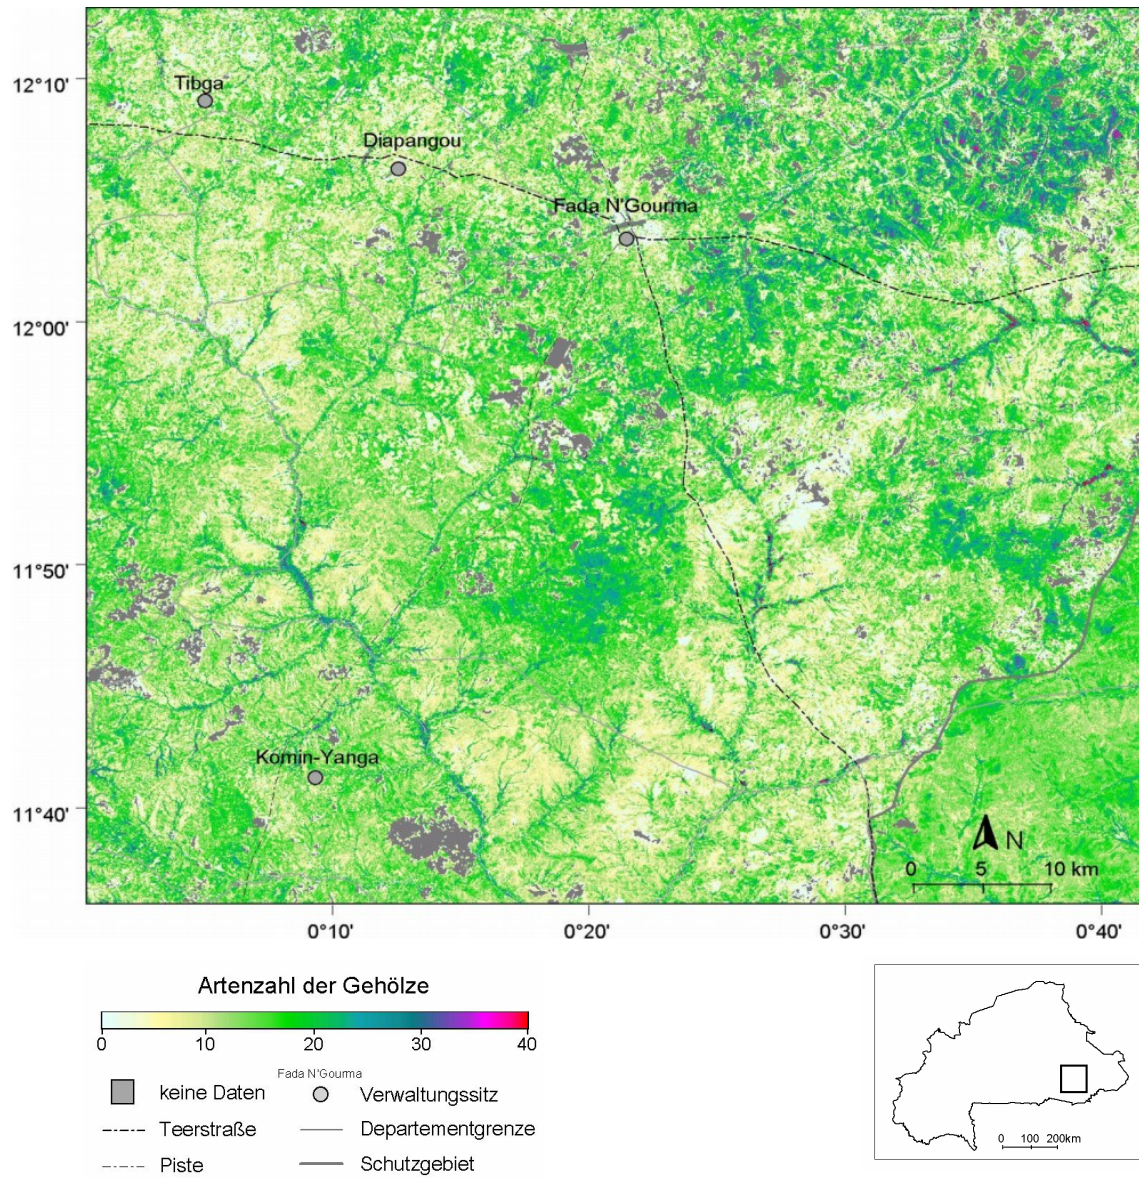 12°10'
12°00'
11°50'
11°40'
Tibga
Diapangou
Fada N'Gourma
Komin-Yanga
N
0 5 10 km
0°10' 0°20' 0°30' 0°40'
Artenzahl der Gehölze
0 10 20 30 40
keine Daten
Teerstraße
Piste
Fada N'Gourma
Verwaltungssitz
Departementgrenze
Schutzgebiet
0 100 200km